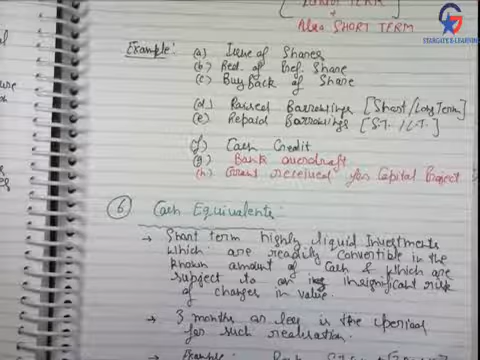 Also SHORT TERM
STARGATE E-LEARNING
Example: (a) Issue of Shares
(b) Red. of Pref. Share
(c) Buy Back of Share
(d) Raised Borrowings [Short/Long Term]
(e) Repaid Borrowings [S.T. / L.T.]
(f) Cash Credit
(g) Bank overdraft
(h) Grant received for Capital Project
6 Cash Equivalents:
→ Short term highly liquid Investments
which are readily convertible in the
known amount of Cash & which are
subject to an insignificant risk
of changes in value.
→ 3 months or less is the period
for such realisation.
Example: